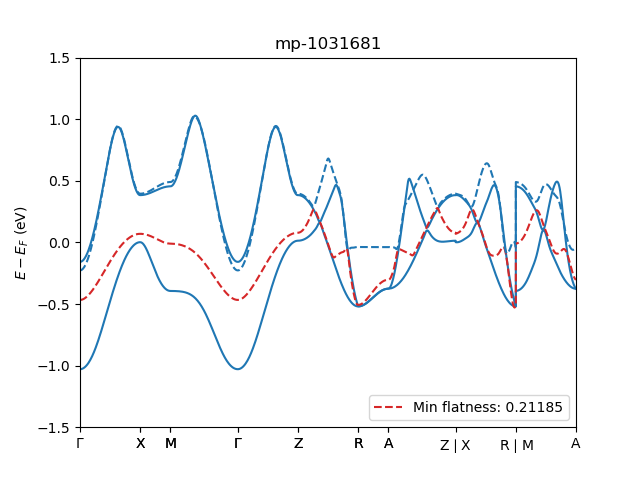 mp-1031681
E − E_F (eV)
1.5
1.0
0.5
0.0
−0.5
−1.0
−1.5
Min flatness: 0.21185
Γ X M Γ Z R A Z | X R | M A